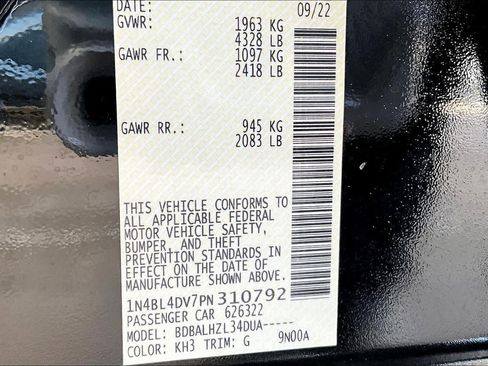 DATE: 09/22
GVWR: 1963 KG
4328 LB
GAWR FR.: 1097 KG
2418 LB
GAWR RR.: 945 KG
2083 LB
THIS VEHICLE CONFORMS TO
ALL APPLICABLE FEDERAL
MOTOR VEHICLE SAFETY,
BUMPER, AND THEFT
PREVENTION STANDARDS IN
EFFECT ON THE DATE OF
MANUFACTURE SHOWN ABOVE.
1N4BL4DV7PN310792
PASSENGER CAR 626322
MODEL: BDBALHZL34DUA-----
COLOR: KH3 TRIM: G 9N00A